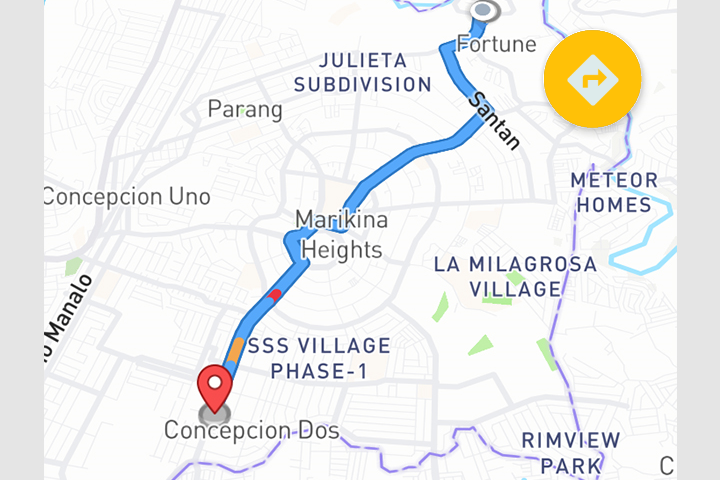 Fortune
JULIETA
SUBDIVISION
Parang
Santan
METEOR
HOMES
Concepcion Uno
Marikina
Heights
LA MILAGROSA
VILLAGE
o Manalo
SSS VILLAGE
PHASE-1
Concepcion Dos
RIMVIEW
PARK
C